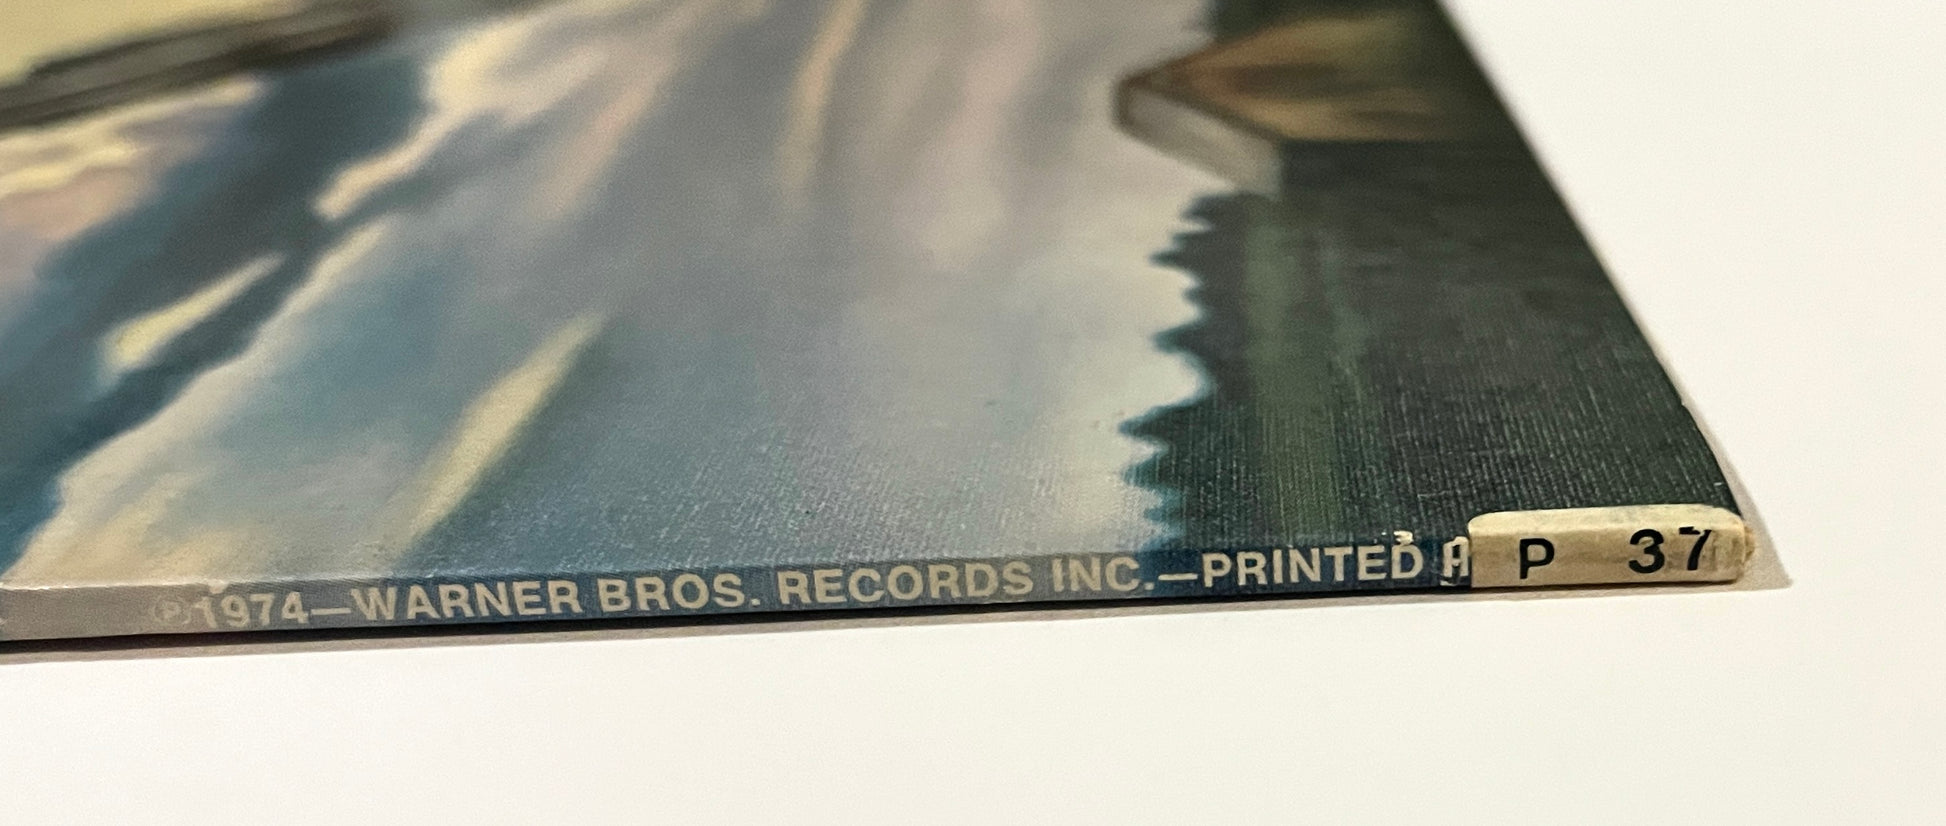 ℗1974—WARNER BROS. RECORDS INC.—PRINTED
P 37